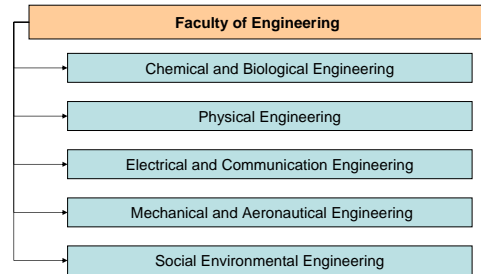 Faculty of Engineering
Chemical and Biological Engineering
Physical Engineering
Electrical and Communication Engineering
Mechanical and Aeronautical Engineering
Social Environmental Engineering